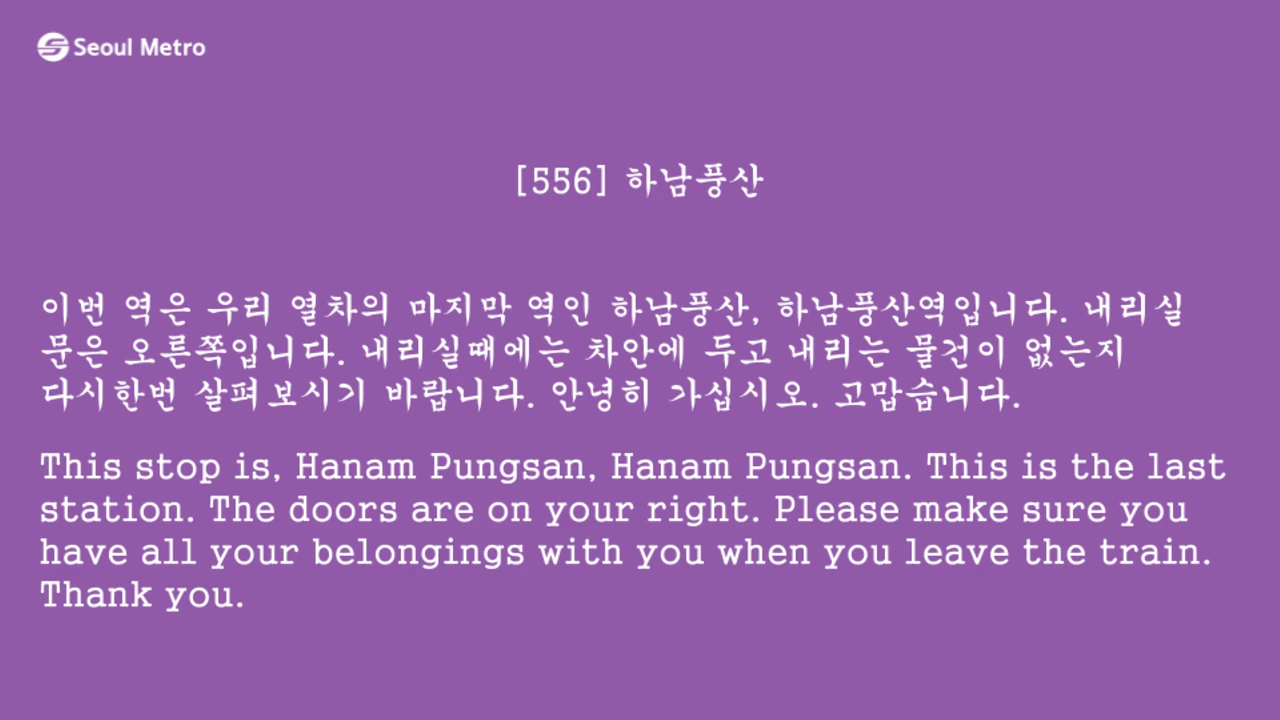 Seoul Metro
[556] 하남풍산
이번 역은 우리 열차의 마지막 역인 하남풍산, 하남풍산역입니다. 내리실
문은 오른쪽입니다. 내리실때에는 차안에 두고 내리는 물건이 없는지
다시한번 살펴보시기 바랍니다. 안녕히 가십시오. 고맙습니다.
This stop is, Hanam Pungsan, Hanam Pungsan. This is the last
station. The doors are on your right. Please make sure you
have all your belongings with you when you leave the train.
Thank you.